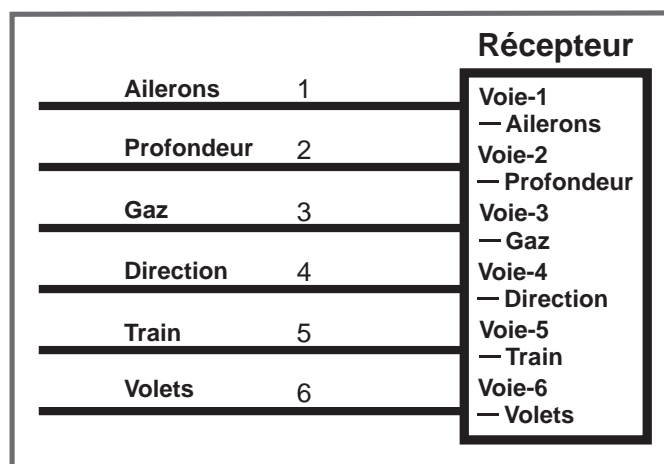 Récepteur
Ailerons 1
Profondeur 2
Gaz 3
Direction 4
Train 5
Volets 6
Voie-1
— Ailerons
Voie-2
— Profondeur
Voie-3
— Gaz
Voie-4
— Direction
Voie-5
— Train
Voie-6
— Volets